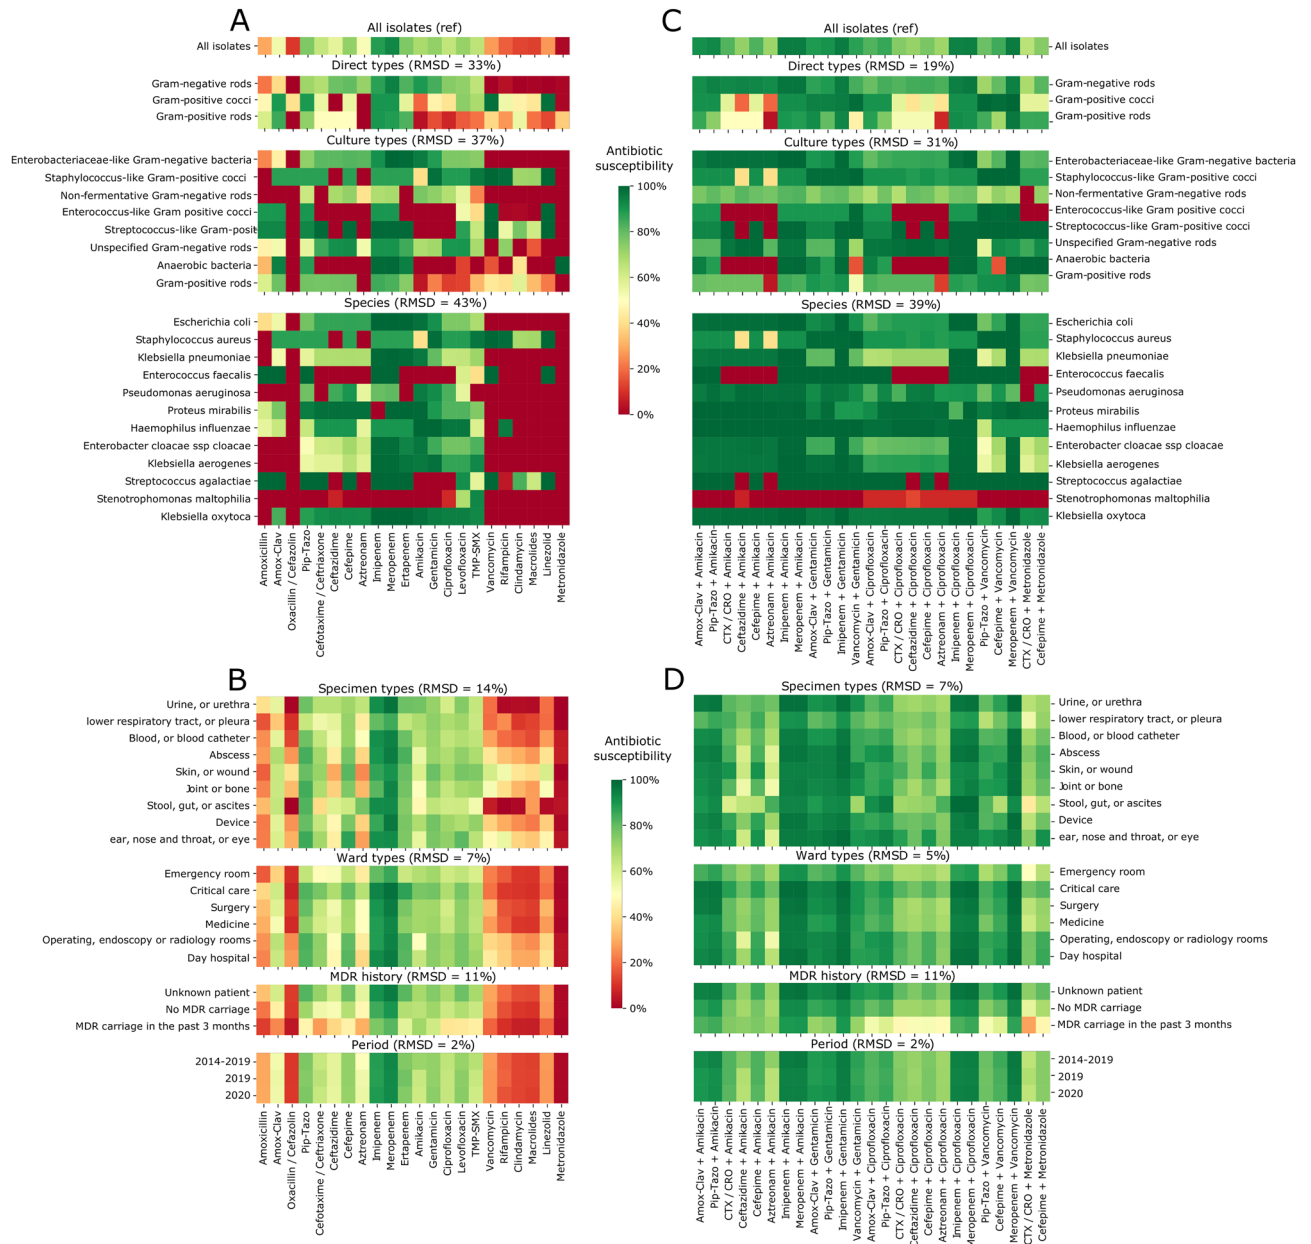 A
All isolates (ref)
All isolates
Direct types (RMSD = 33%)
Gram-negative rods
Gram-positive cocci
Gram-positive rods
Culture types (RMSD = 37%)
Enterobacteriaceae-like Gram-negative bacteria
Staphylococcus-like Gram-positive cocci
Non-fermentative Gram-negative rods
Enterococcus-like Gram positive cocci
Streptococcus-like Gram-posit
Unspecified Gram-negative rods
Anaerobic bacteria
Gram-positive rods
Species (RMSD = 43%)
Escherichia coli
Staphylococcus aureus
Klebsiella pneumoniae
Enterococcus faecalis
Pseudomonas aeruginosa
Proteus mirabilis
Haemophilus influenzae
Enterobacter cloacae ssp cloacae
Klebsiella aerogenes
Streptococcus agalactiae
Stenotrophomonas maltophilia
Klebsiella oxytoca
Amoxicillin
Amox-Clav
Oxacillin / Cefazolin
Pip-Tazo
Cefotaxime / Ceftriaxone
Ceftazidime
Cefepime
Aztreonam
Imipenem
Meropenem
Ertapenem
Amikacin
Gentamicin
Ciprofloxacin
Levofloxacin
TMP-SMX
Vancomycin
Rifampicin
Clindamycin
Macrolides
Linezolid
Metronidazole
Antibiotic
susceptibility
100%
80%
60%
40%
20%
0%
C
All isolates (ref)
All isolates
Direct types (RMSD = 19%)
Gram-negative rods
Gram-positive cocci
Gram-positive rods
Culture types (RMSD = 31%)
Enterobacteriaceae-like Gram-negative bacteria
Staphylococcus-like Gram-positive cocci
Non-fermentative Gram-negative rods
Enterococcus-like Gram positive cocci
Streptococcus-like Gram-positive cocci
Unspecified Gram-negative rods
Anaerobic bacteria
Gram-positive rods
Species (RMSD = 39%)
Escherichia coli
Staphylococcus aureus
Klebsiella pneumoniae
Enterococcus faecalis
Pseudomonas aeruginosa
Proteus mirabilis
Haemophilus influenzae
Enterobacter cloacae ssp cloacae
Klebsiella aerogenes
Streptococcus agalactiae
Stenotrophomonas maltophilia
Klebsiella oxytoca
Amox-Clav + Amikacin
Pip-Tazo + Amikacin
CTX / CRO + Amikacin
Ceftazidime + Amikacin
Cefepime + Amikacin
Aztreonam + Amikacin
Imipenem + Amikacin
Meropenem + Amikacin
Amox-Clav + Gentamicin
Pip-Tazo + Gentamicin
Imipenem + Gentamicin
Vancomycin + Gentamicin
Amox-Clav + Ciprofloxacin
Pip-Tazo + Ciprofloxacin
CTX / CRO + Ciprofloxacin
Ceftazidime + Ciprofloxacin
Cefepime + Ciprofloxacin
Aztreonam + Ciprofloxacin
Imipenem + Ciprofloxacin
Meropenem + Ciprofloxacin
Pip-Tazo + Vancomycin
Cefepime + Vancomycin
Meropenem + Vancomycin
CTX / CRO + Metronidazole
Cefepime + Metronidazole
B
Specimen types (RMSD = 14%)
Urine, or urethra
lower respiratory tract, or pleura
Blood, or blood catheter
Abscess
Skin, or wound
Joint or bone
Stool, gut, or ascites
Device
ear, nose and throat, or eye
Ward types (RMSD = 7%)
Emergency room
Critical care
Surgery
Medicine
Operating, endoscopy or radiology rooms
Day hospital
MDR history (RMSD = 11%)
Unknown patient
No MDR carriage
MDR carriage in the past 3 months
Period (RMSD = 2%)
2014-2019
2019
2020
Amoxicillin
Amox-Clav
Oxacillin / Cefazolin
Pip-Tazo
Cefotaxime / Ceftriaxone
Ceftazidime
Cefepime
Aztreonam
Imipenem
Meropenem
Ertapenem
Amikacin
Gentamicin
Ciprofloxacin
Levofloxacin
TMP-SMX
Vancomycin
Rifampicin
Clindamycin
Macrolides
Linezolid
Metronidazole
Antibiotic
susceptibility
100%
80%
60%
40%
20%
0%
D
Specimen types (RMSD = 7%)
Urine, or urethra
lower respiratory tract, or pleura
Blood, or blood catheter
Abscess
Skin, or wound
Joint or bone
Stool, gut, or ascites
Device
ear, nose and throat, or eye
Ward types (RMSD = 5%)
Emergency room
Critical care
Surgery
Medicine
Operating, endoscopy or radiology rooms
Day hospital
MDR history (RMSD = 11%)
Unknown patient
No MDR carriage
MDR carriage in the past 3 months
Period (RMSD = 2%)
2014-2019
2019
2020
Amox-Clav + Amikacin
Pip-Tazo + Amikacin
CTX / CRO + Amikacin
Ceftazidime + Amikacin
Cefepime + Amikacin
Aztreonam + Amikacin
Imipenem + Amikacin
Meropenem + Amikacin
Amox-Clav + Gentamicin
Pip-Tazo + Gentamicin
Imipenem + Gentamicin
Vancomycin + Gentamicin
Amox-Clav + Ciprofloxacin
Pip-Tazo + Ciprofloxacin
CTX / CRO + Ciprofloxacin
Ceftazidime + Ciprofloxacin
Cefepime + Ciprofloxacin
Aztreonam + Ciprofloxacin
Imipenem + Ciprofloxacin
Meropenem + Ciprofloxacin
Pip-Tazo + Vancomycin
Cefepime + Vancomycin
Meropenem + Vancomycin
CTX / CRO + Metronidazole
Cefepime + Metronidazole